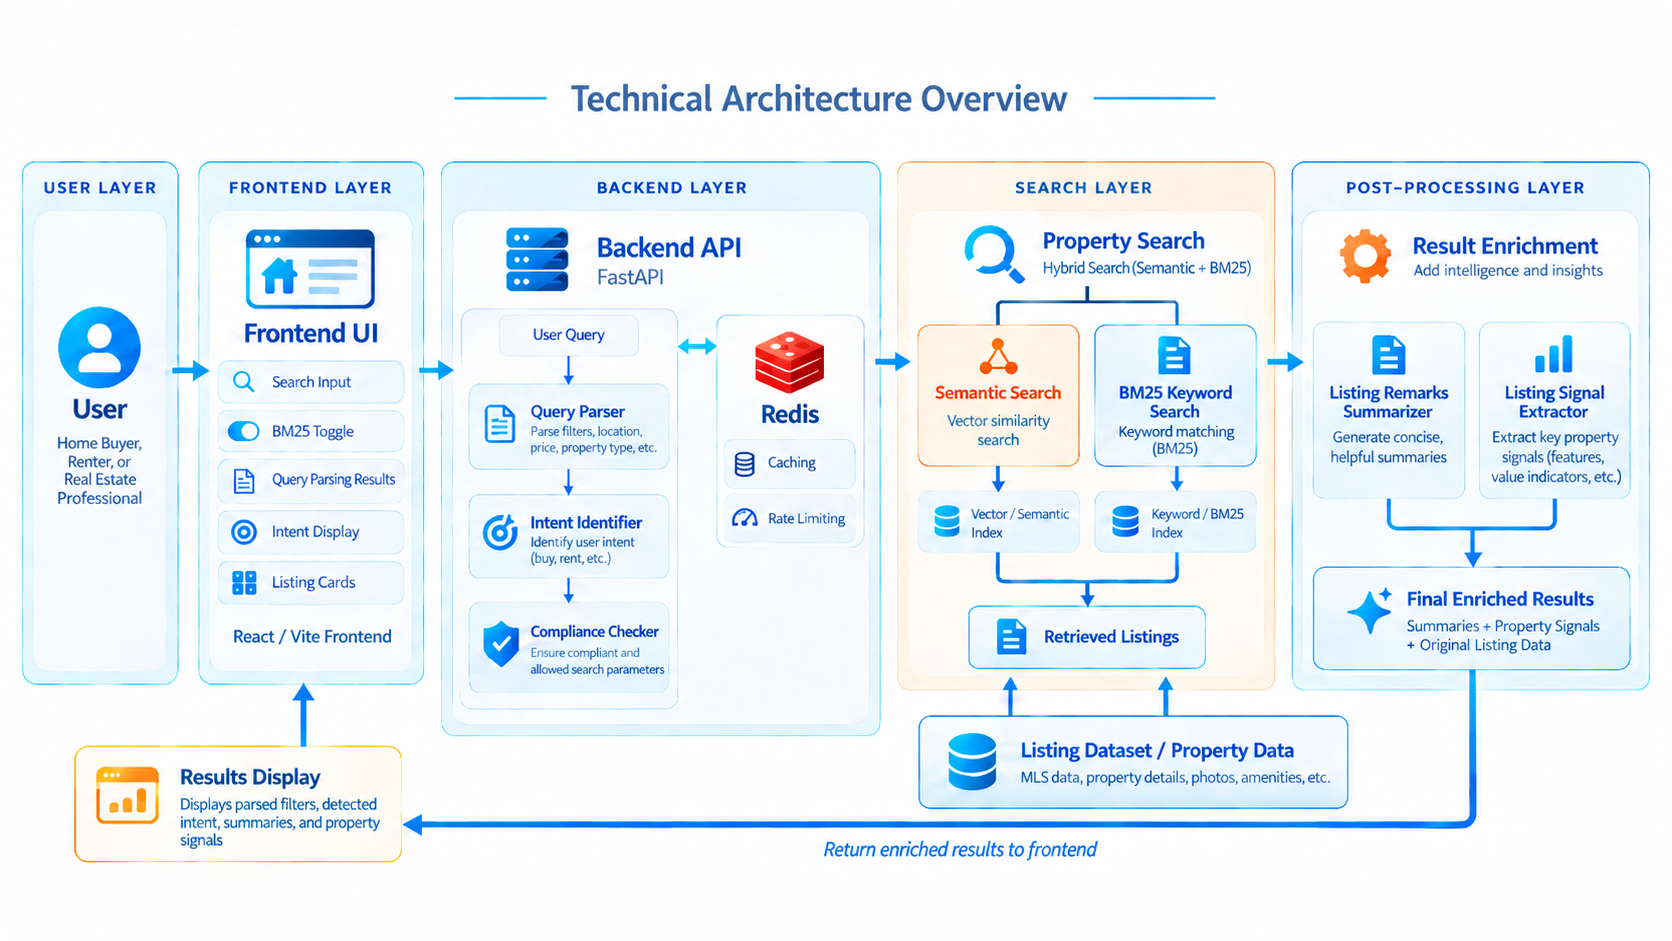 Technical Architecture Overview
USER LAYER
User
Home Buyer,
Renter, or
Real Estate
Professional
FRONTEND LAYER
Frontend UI
Search Input
BM25 Toggle
Query Parsing Results
Intent Display
Listing Cards
React / Vite Frontend
BACKEND LAYER
Backend API
FastAPI
User Query
Query Parser
Parse filters, location,
price, property type, etc.
Intent Identifier
Identify user intent
(buy, rent, etc.)
Compliance Checker
Ensure compliant and
allowed search parameters
Redis
Caching
Rate Limiting
SEARCH LAYER
Property Search
Hybrid Search (Semantic + BM25)
Semantic Search
Vector similarity
search
BM25 Keyword
Search
Keyword matching
(BM25)
Vector / Semantic
Index
Keyword / BM25
Index
Retrieved Listings
Listing Dataset / Property Data
MLS data, property details, photos, amenities, etc.
POST-PROCESSING LAYER
Result Enrichment
Add intelligence and insights
Listing Remarks
Summarizer
Generate concise,
helpful summaries
Listing Signal
Extractor
Extract key property
signals (features,
value indicators, etc.)
Final Enriched Results
Summaries + Property Signals
+ Original Listing Data
Results Display
Displays parsed filters, detected
intent, summaries, and property
signals
Return enriched results to frontend